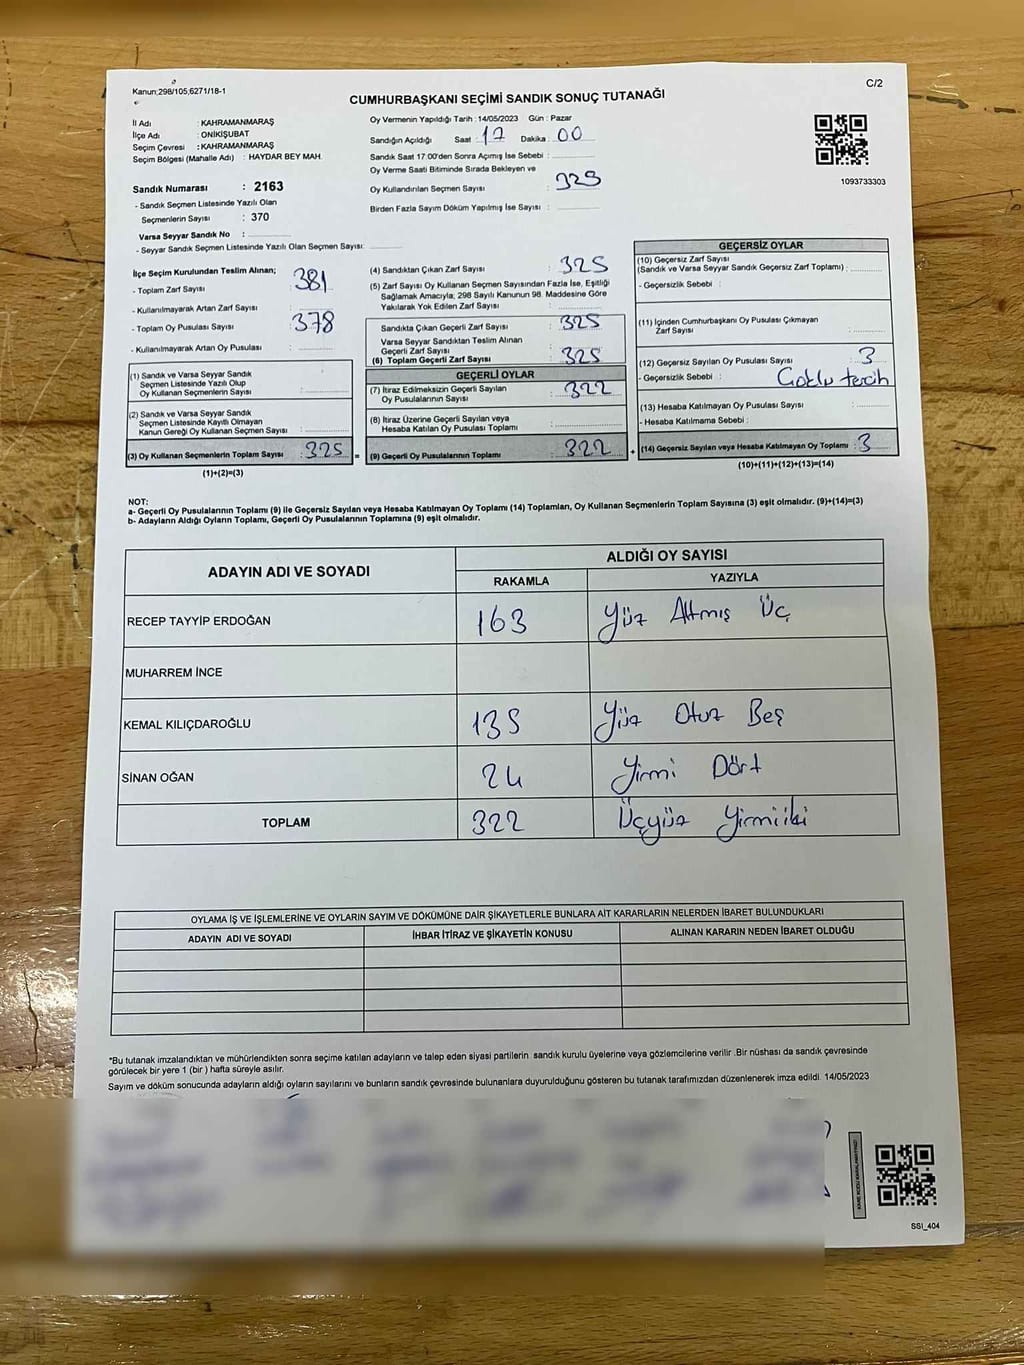 Kanun:298/105,6271/18-1
C/2
CUMHURBAŞKANI SEÇİMİ SANDIK SONUÇ TUTANAĞI
İl Adı : KAHRAMANMARAŞ
İlçe Adı : ONİKİŞUBAT
Seçim Çevresi : KAHRAMANMARAŞ
Seçim Bölgesi (Mahalle Adı) : HAYDAR BEY MAH.
Sandık Numarası : 2163
- Sandık Seçmen Listesinde Yazılı Olan
Seçmenlerin Sayısı : 370
Varsa Seyyar Sandık No :
- Seyyar Sandık Seçmen Listesinde Yazılı Olan Seçmen Sayısı:
Oy Vermenin Yapıldığı Tarih : 14/05/2023 Gün : Pazar
Sandığın Açıldığı Saat : 17 Dakika : 00
Sandık Saat 17:00'den Sonra Açımış İse Sebebi :
Oy Verme Saati Bitiminde Sırada Bekleyen ve
Oy Kullandırılan Seçmen Sayısı : 325
Birden Fazla Sayım Döküm Yapılmış İse Sayısı :
1093733303
İlçe Seçim Kurulundan Teslim Alınan;
- Toplam Zarf Sayısı : 381
- Kullanılmayarak Artan Zarf Sayısı :
- Toplam Oy Pusulası Sayısı : 378
- Kullanılmayarak Artan Oy Pusulası :
(1) Sandık ve Varsa Seyyar Sandık
Seçmen Listesinde Yazılı Olup
Oy Kullanan Seçmenlerin Sayısı :
(2) Sandık ve Varsa Seyyar Sandık
Seçmen Listesinde Kayıtlı Olmayan
Kanun Gereği Oy Kullanan Seçmen Sayısı :
(3) Oy Kullanan Seçmenlerin Toplam Sayısı : 325 =
(1)+(2)=(3)
(4) Sandıktan Çıkan Zarf Sayısı : 325
(5) Zarf Sayısı Oy Kullanan Seçmen Sayısından Fazla İse, Eşitliği
Sağlamak Amacıyla; 298 Sayılı Kanunun 98. Maddesine Göre
Yakılarak Yok Edilen Zarf Sayısı :
Sandıkta Çıkan Geçerli Zarf Sayısı : 325
Varsa Seyyar Sandıktan Teslim Alınan
Geçerli Zarf Sayısı :
(6) Toplam Geçerli Zarf Sayısı : 325
GEÇERLİ OYLAR
(7) İtiraz Edilmeksizin Geçerli Sayılan
Oy Pusulalarının Sayısı : 322
(8) İtiraz Üzerine Geçerli Sayılan veya
Hesaba Katılan Oy Pusulası Toplamı :
(9) Geçerli Oy Pusulalarının Toplamı : 322 +
GEÇERSİZ OYLAR
(10) Geçersiz Zarf Sayısı
(Sandık ve Varsa Seyyar Sandık Geçersiz Zarf Toplamı) :
- Geçersizlik Sebebi :
(11) İçinden Cumhurbaşkanı Oy Pusulası Çıkmayan
Zarf Sayısı :
(12) Geçersiz Sayılan Oy Pusulası Sayısı : 3
- Geçersizlik Sebebi : Çoklu tercih
(13) Hesaba Katılmayan Oy Pusulası Sayısı :
- Hesaba Katılmama Sebebi :
(14) Geçersiz Sayılan veya Hesaba Katılmayan Oy Toplamı : 3
(10)+(11)+(12)+(13)=(14)
NOT:
a- Geçerli Oy Pusulalarının Toplamı (9) ile Geçersiz Sayılan veya Hesaba Katılmayan Oy Toplamı (14) Toplamları, Oy Kullanan Seçmenlerin Toplam Sayısına (3) eşit olmalıdır. (9)+(14)=(3)
b- Adayların Aldığı Oyların Toplamı, Geçerli Oy Pusulalarının Toplamına (9) eşit olmalıdır.
ADAYIN ADI VE SOYADI
ALDIĞI OY SAYISI
RAKAMLA YAZIYLA
RECEP TAYYİP ERDOĞAN 163 Yüz Altmış Üç
MUHARREM İNCE
KEMAL KILIÇDAROĞLU 135 Yüz Otuz Beş
SİNAN OĞAN 24 Yirmi Dört
TOPLAM 322 Üçyüz Yirmiiki
OYLAMA İŞ VE İŞLEMLERİNE VE OYLARIN SAYIM VE DÖKÜMÜNE DAİR ŞİKAYETLERLE BUNLARA AİT KARARLARIN NELERDEN İBARET BULUNDUKLARI
ADAYIN ADI VE SOYADI İHBAR İTİRAZ VE ŞİKAYETİN KONUSU ALINAN KARARIN NEDEN İBARET OLDUĞU
*Bu tutanak imzalandıktan ve mühürlendikten sonra seçime katılan adayların ve talep eden siyasi partilerin sandık kurulu üyelerine veya gözlemcilerine verilir .Bir nüshası da sandık çevresinde
görülecek bir yere 1 (bir ) hafta süreyle asılır.
Sayım ve döküm sonucunda adayların aldığı oyların sayılarını ve bunların sandık çevresinde bulunanlara duyurulduğunu gösteren bu tutanak tarafımızdan düzenlenerek imza edildi. 14/05/2023
SSI_404